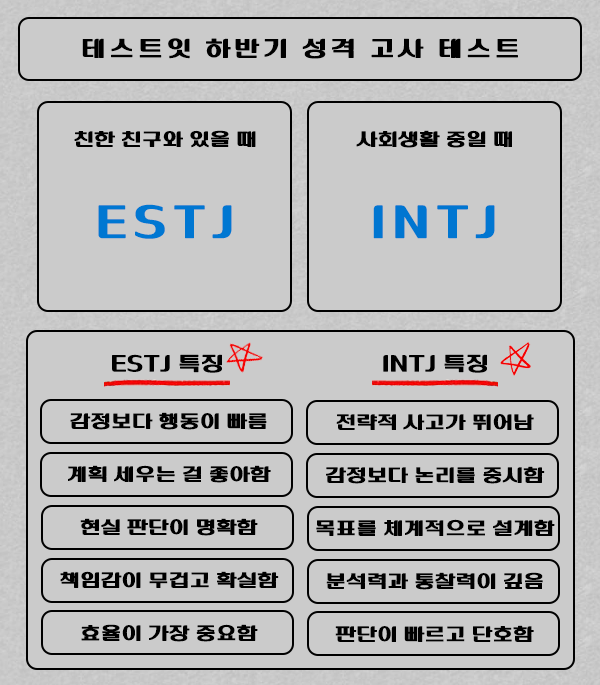 테스트잇 하반기 성격 고사 테스트
친한 친구와 있을 때
ESTJ
사회생활 중일 때
INTJ
ESTJ 특징
감정보다 행동이 빠름
계획 세우는 걸 좋아함
현실 판단이 명확함
책임감이 무겁고 확실함
효율이 가장 중요함
INTJ 특징
전략적 사고가 뛰어남
감정보다 논리를 중시함
목표를 체계적으로 설계함
분석력과 통찰력이 깊음
판단이 빠르고 단호함